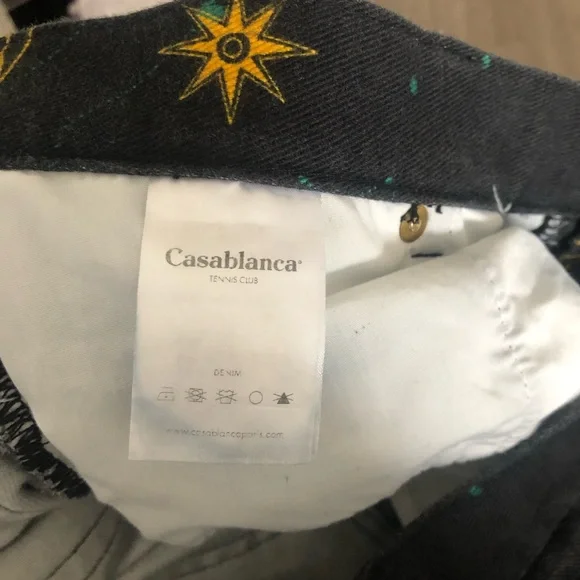 Casablanca®
TENNIS CLUB
DENIM
www.casablancaparis.com